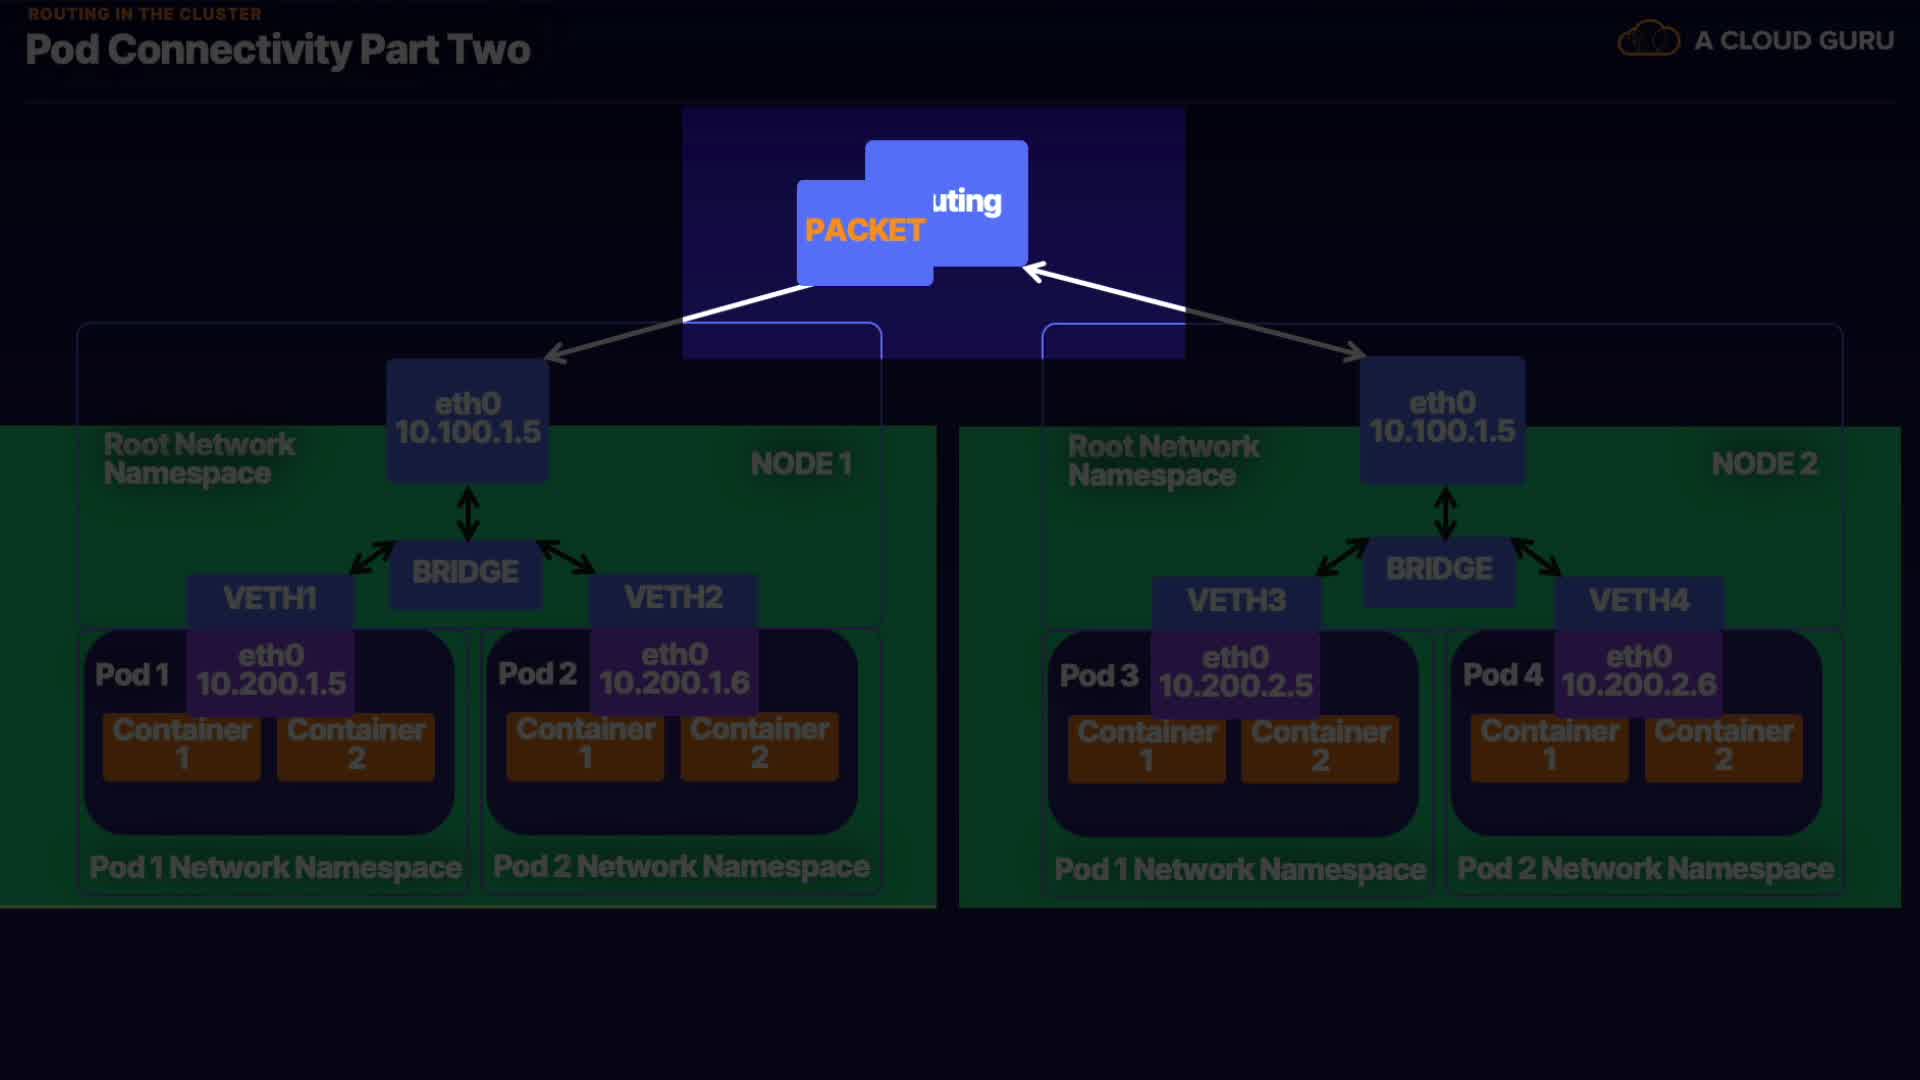 ROUTING IN THE CLUSTER
Pod Connectivity Part Two
A CLOUD GURU
uting
PACKET
eth0
10.100.1.5
Root Network
Namespace
NODE 1
BRIDGE
VETH1
VETH2
Pod 1
eth0
10.200.1.5
Pod 2
eth0
10.200.1.6
Container
1
Container
2
Container
1
Container
2
Pod 1 Network Namespace
Pod 2 Network Namespace
eth0
10.100.1.5
Root Network
Namespace
NODE 2
BRIDGE
VETH3
VETH4
Pod 3
eth0
10.200.2.5
Pod 4
eth0
10.200.2.6
Container
1
Container
2
Container
1
Container
2
Pod 1 Network Namespace
Pod 2 Network Namespace